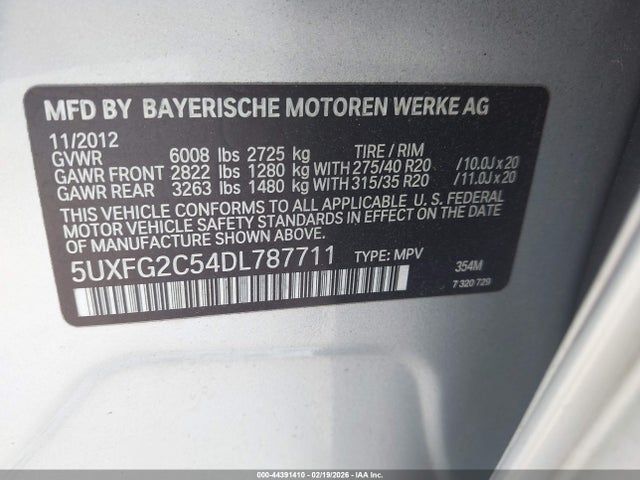 MFD BY BAYERISCHE MOTOREN WERKE AG
11/2012
GVWR 6008 lbs 2725 kg TIRE / RIM
GAWR FRONT 2822 lbs 1280 kg WITH 275/40 R20 /10.0J x 20
GAWR REAR 3263 lbs 1480 kg WITH 315/35 R20 /11.0J x 20
THIS VEHICLE CONFORMS TO ALL APPLICABLE U.S. FEDERAL
MOTOR VEHICLE SAFETY STANDARDS IN EFFECT ON THE DATE
OF MANUFACTURE SHOWN ABOVE.
5UXFG2C54DL787711 TYPE: MPV
354M
7 320 729
000-44391410 - 02/19/2026 - IAA Inc.